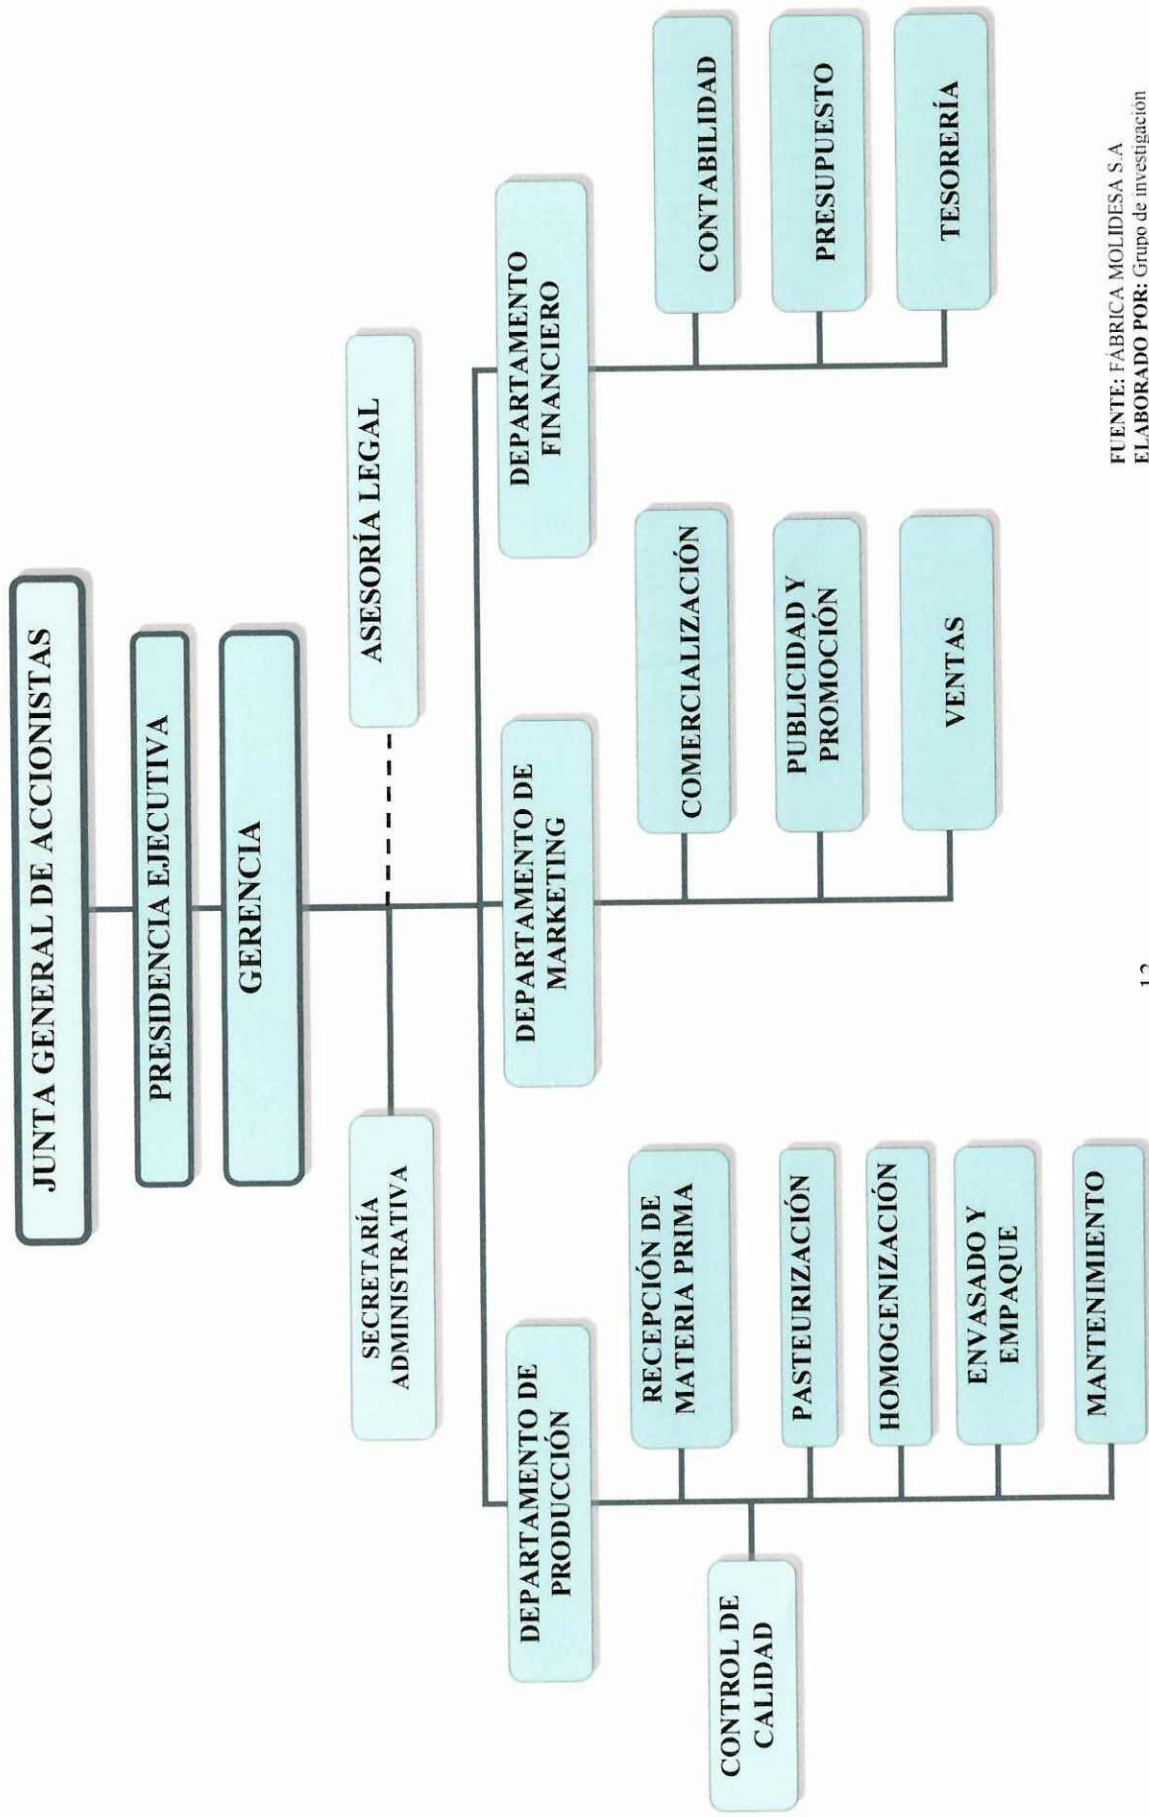 JUNTA GENERAL DE ACCIONISTAS
PRESIDENCIA EJECUTIVA
GERENCIA
SECRETARÍA
ADMINISTRATIVA
ASESORÍA LEGAL
DEPARTAMENTO DE
PRODUCCIÓN
DEPARTAMENTO DE
MARKETING
DEPARTAMENTO
FINANCIERO
CONTROL DE
CALIDAD
RECEPCIÓN DE
MATERIA PRIMA
PASTEURIZACIÓN
HOMOGENIZACIÓN
ENVASADO Y
EMPAQUE
MANTENIMIENTO
COMERCIALIZACIÓN
PUBLICIDAD Y
PROMOCIÓN
VENTAS
CONTABILIDAD
PRESUPUESTO
TESORERÍA
FUENTE: FÁBRICA MOLIDESA S.A
ELABORADO POR: Grupo de investigación